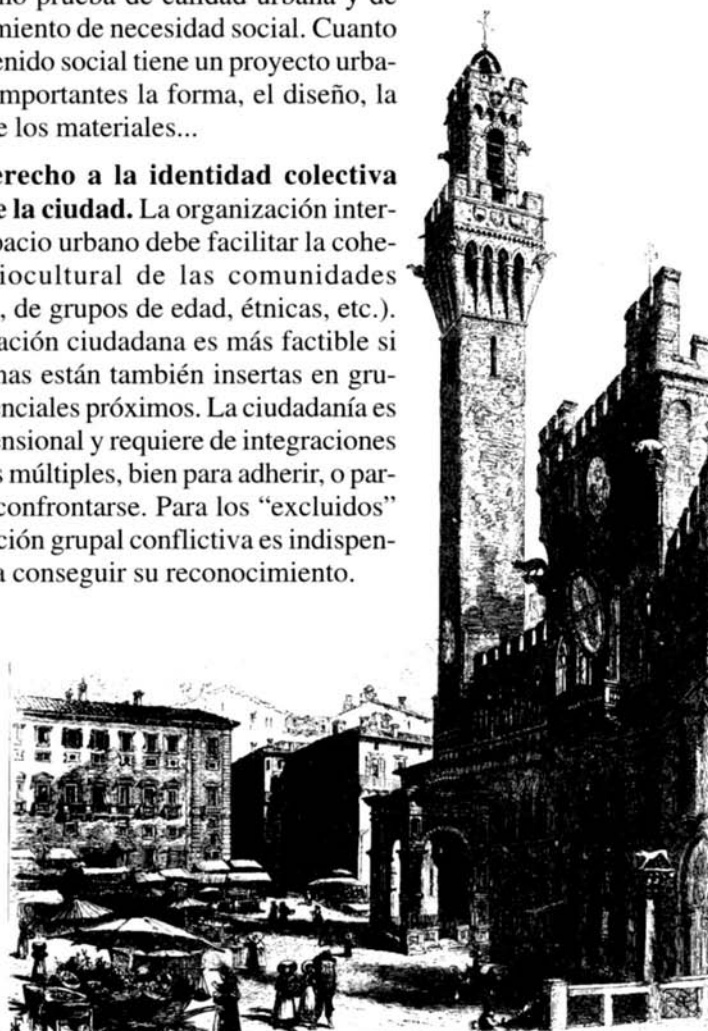 no prueba de calidad urbana y de
miento de necesidad social. Cuanto
enido social tiene un proyecto urba-
mportantes la forma, el diseño, la
e los materiales...
erecho a la identidad colectiva
e la ciudad. La organización inter-
pacio urbano debe facilitar la cohe-
iocultural de las comunidades
, de grupos de edad, étnicas, etc.).
ación ciudadana es más factible si
nas están también insertas en gru-
enciales próximos. La ciudadanía es
ensional y requiere de integraciones
s múltiples, bien para adherir, o par-
confrontarse. Para los “excluidos”
ción grupal conflictiva es indispen-
a conseguir su reconocimiento.